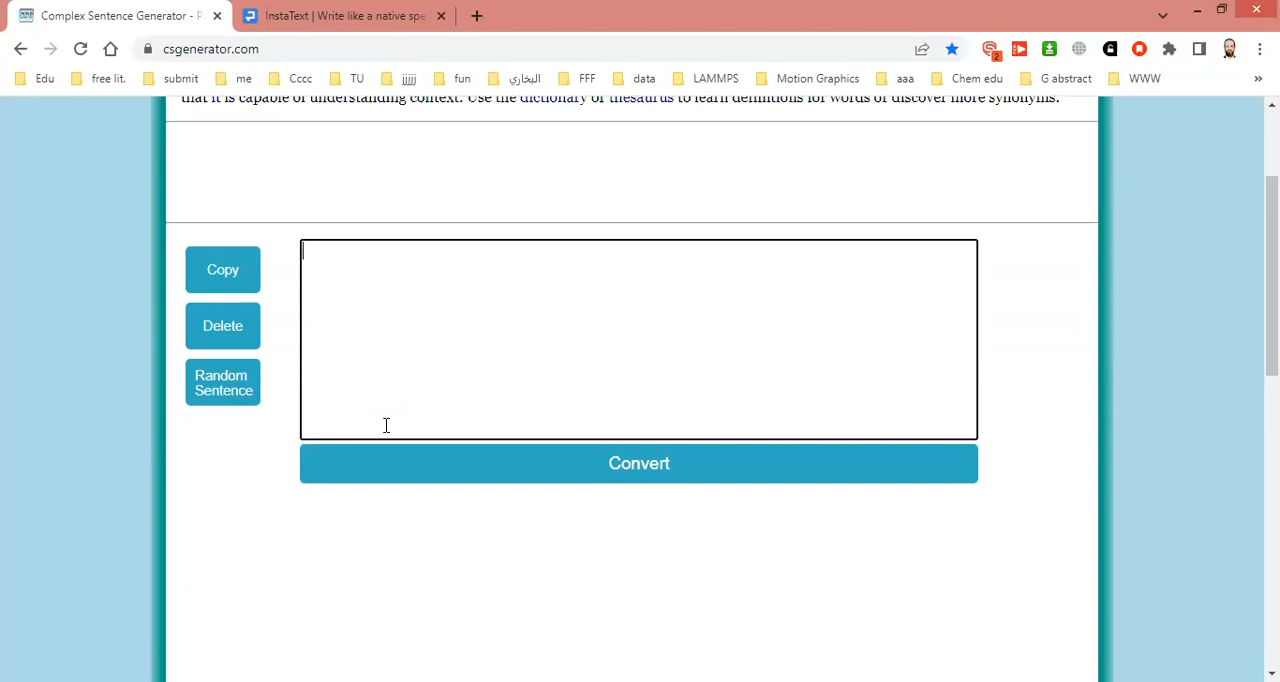 Complex Sentence Generator - P
InstaText | Write like a native spe
csgenerator.com
2
Edu
free lit.
submit
me
Cccc
TU
jjjjj
fun
البخاري
FFF
data
LAMMPS
Motion Graphics
aaa
Chem edu
G abstract
WWW
that it is capable of understanding context. Use the dictionary or thesaurus to learn definitions for words or discover more synonyms.
Copy
Delete
Random
Sentence
Convert